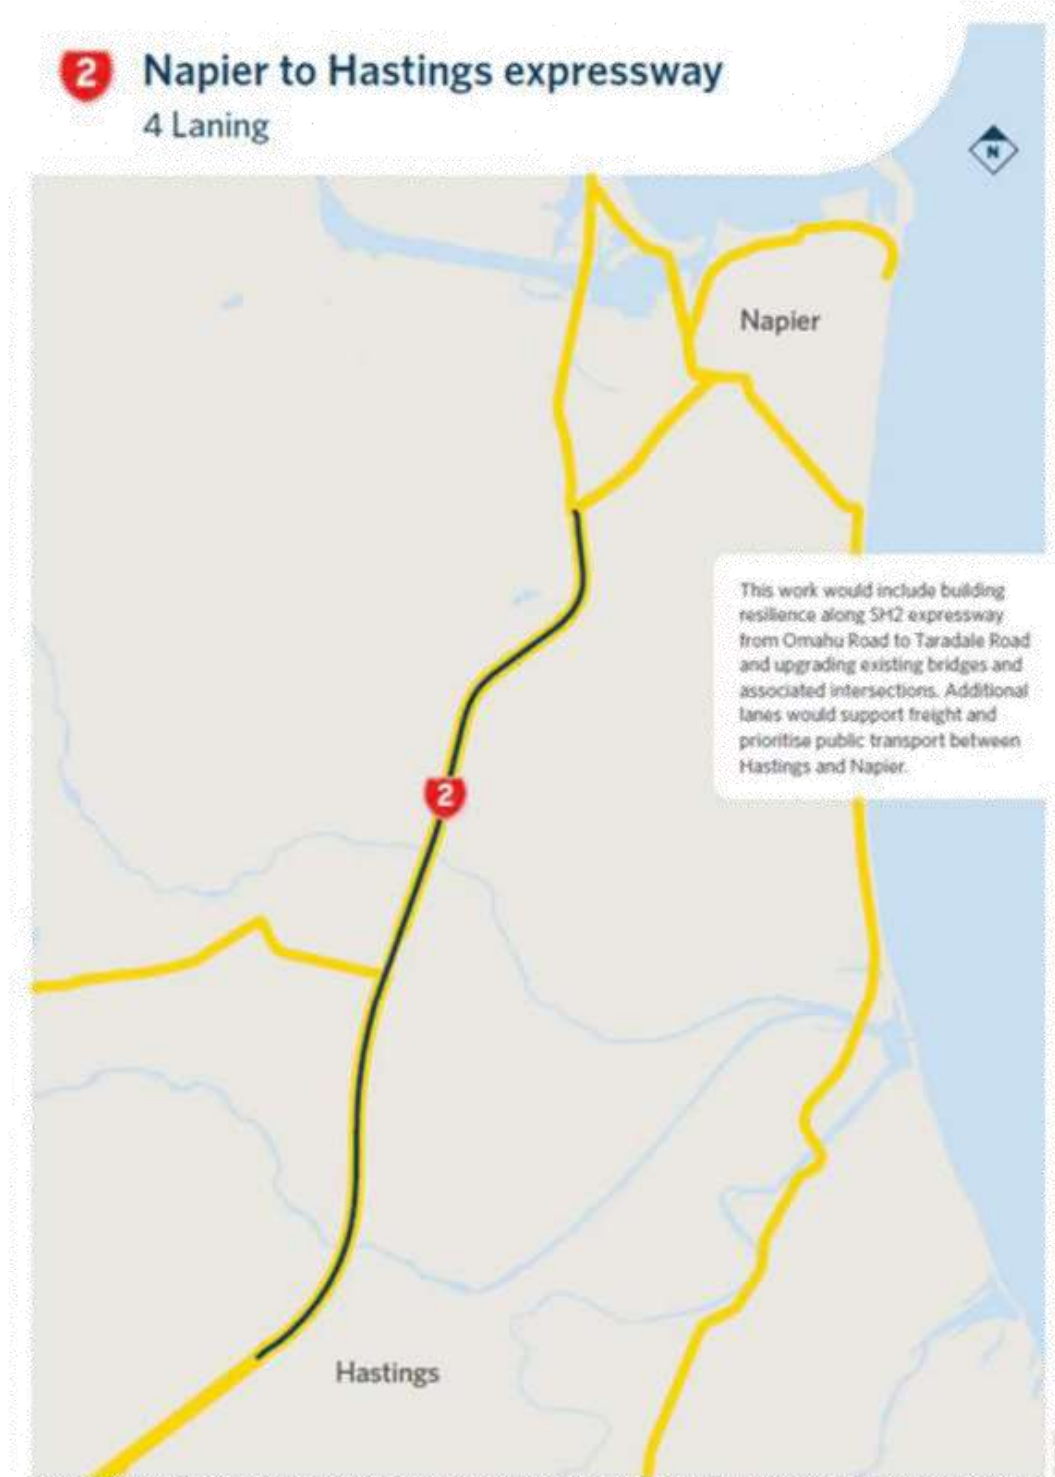 2 Napier to Hastings expressway
4 Laning
N
Napier
This work would include building
resilience along SH2 expressway
from Omahu Road to Taradale Road
and upgrading existing bridges and
associated intersections. Additional
lanes would support freight and
prioritise public transport between
Hastings and Napier.
2
Hastings